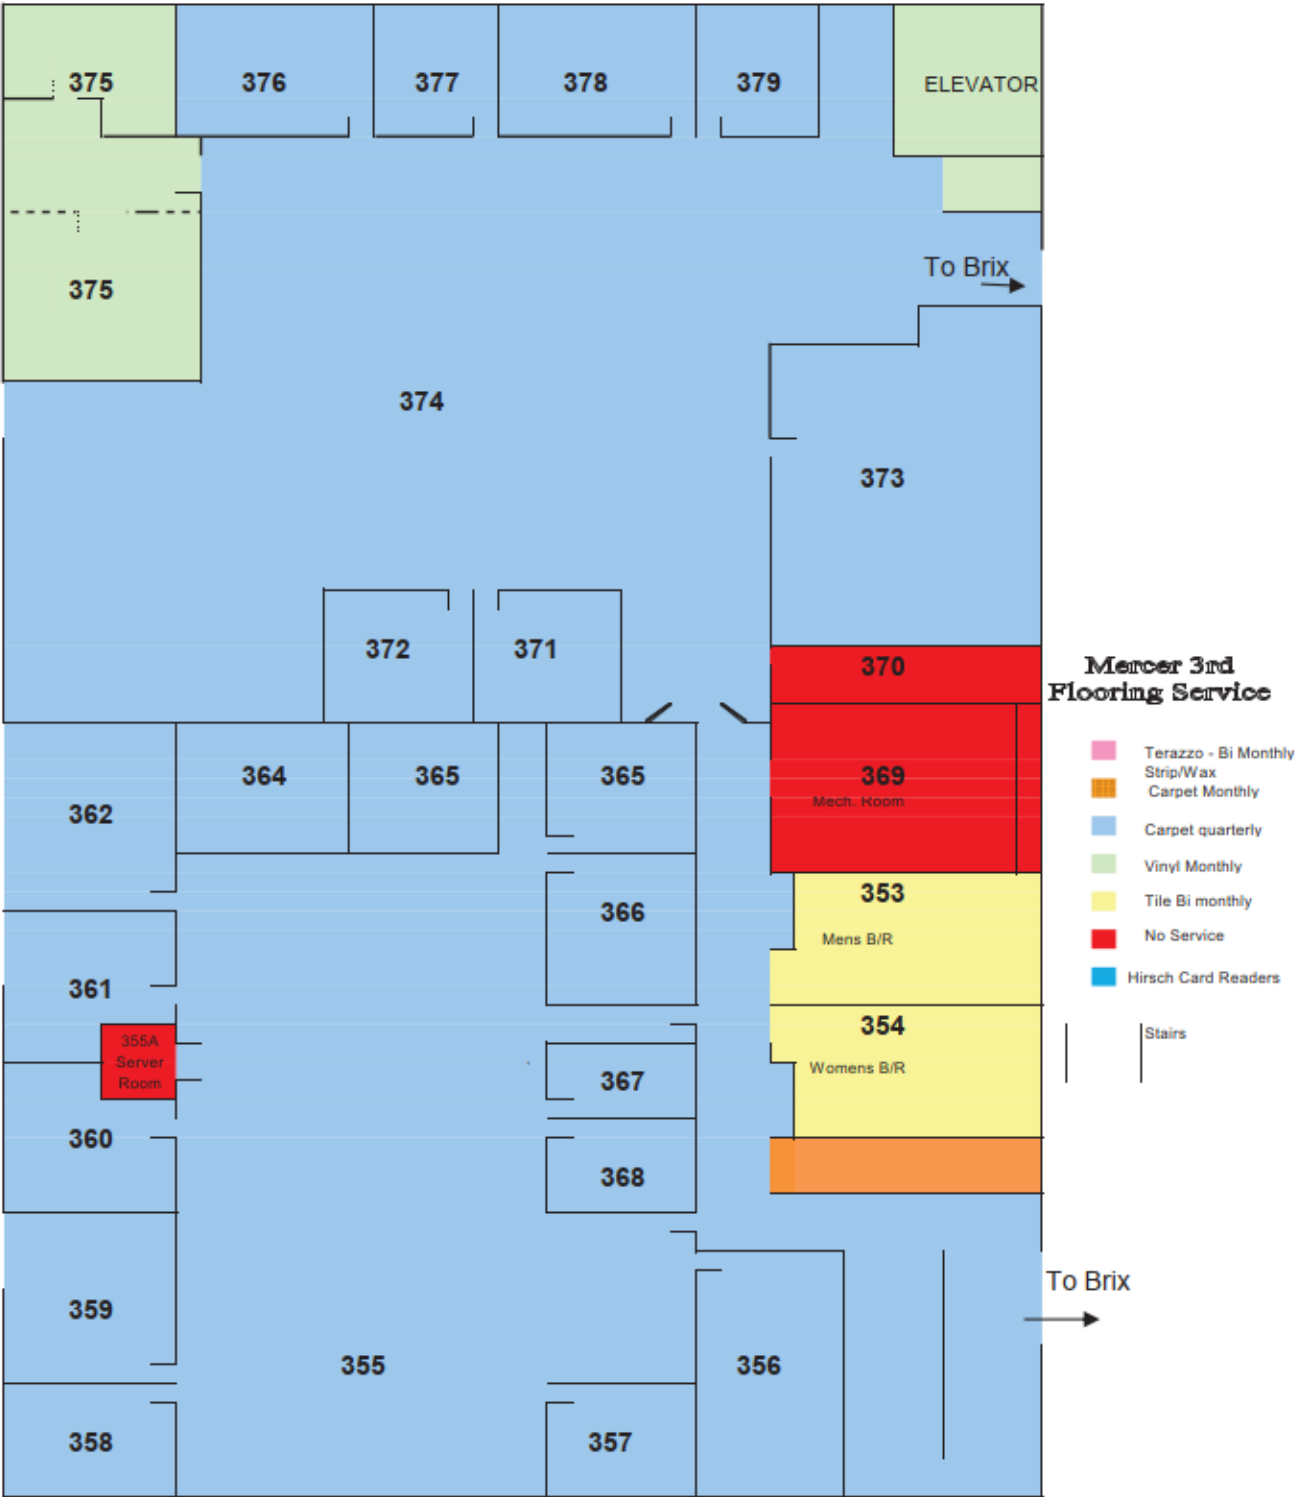 375
376
377
378
379
ELEVATOR
To Brix
375
374
373
372
371
370
Mercer 3rd
Flooring Service
364
365
365
369
Mech. Room
362
Terazzo - Bi Monthly
Strip/Wax
Carpet Monthly
Carpet quarterly
Vinyl Monthly
Tile Bi monthly
No Service
Hirsch Card Readers
Stairs
353
Mens B/R
366
361
354
Womens B/R
355A
Server
Room
367
360
368
359
To Brix
355
356
358
357